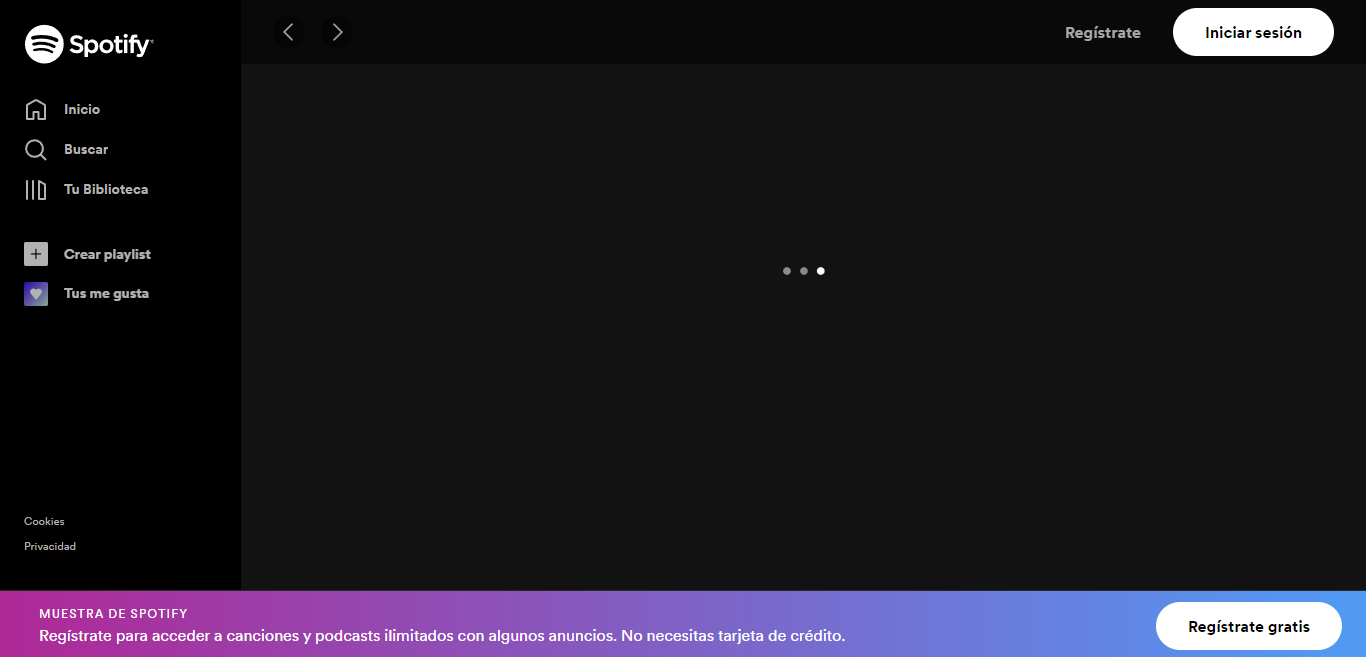 Spotify
Inicio
Buscar
Tu Biblioteca
Crear playlist
Tus me gusta
Cookies
Privacidad
Regístrate
Iniciar sesión
MUESTRA DE SPOTIFY
Regístrate para acceder a canciones y podcasts ilimitados con algunos anuncios. No necesitas tarjeta de crédito.
Regístrate gratis